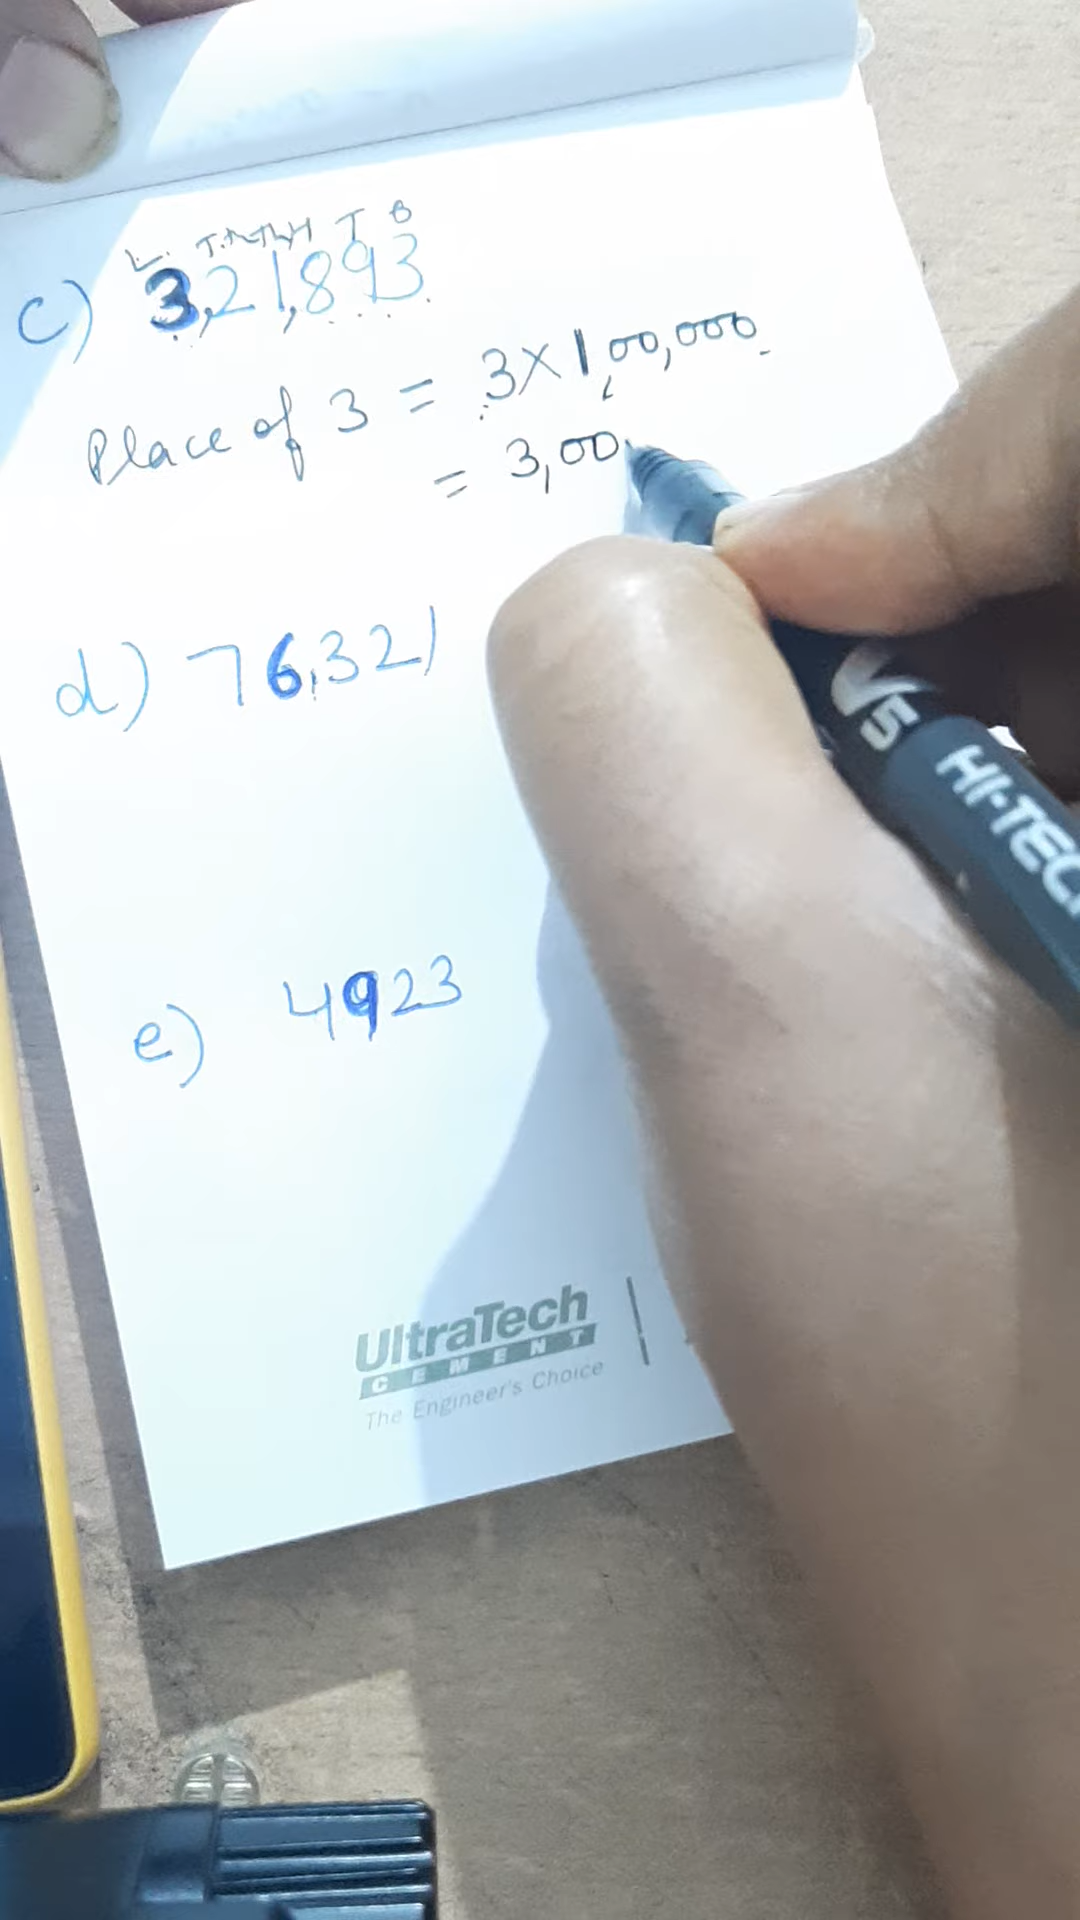 L. T.Th Th H T O
c) 3,21,893
Place of 3 = 3×1,00,000
= 3,00
d) 76,321
e) 4923
UltraTech
CEMENT
The Engineer's Choice
V5 HI-TEC